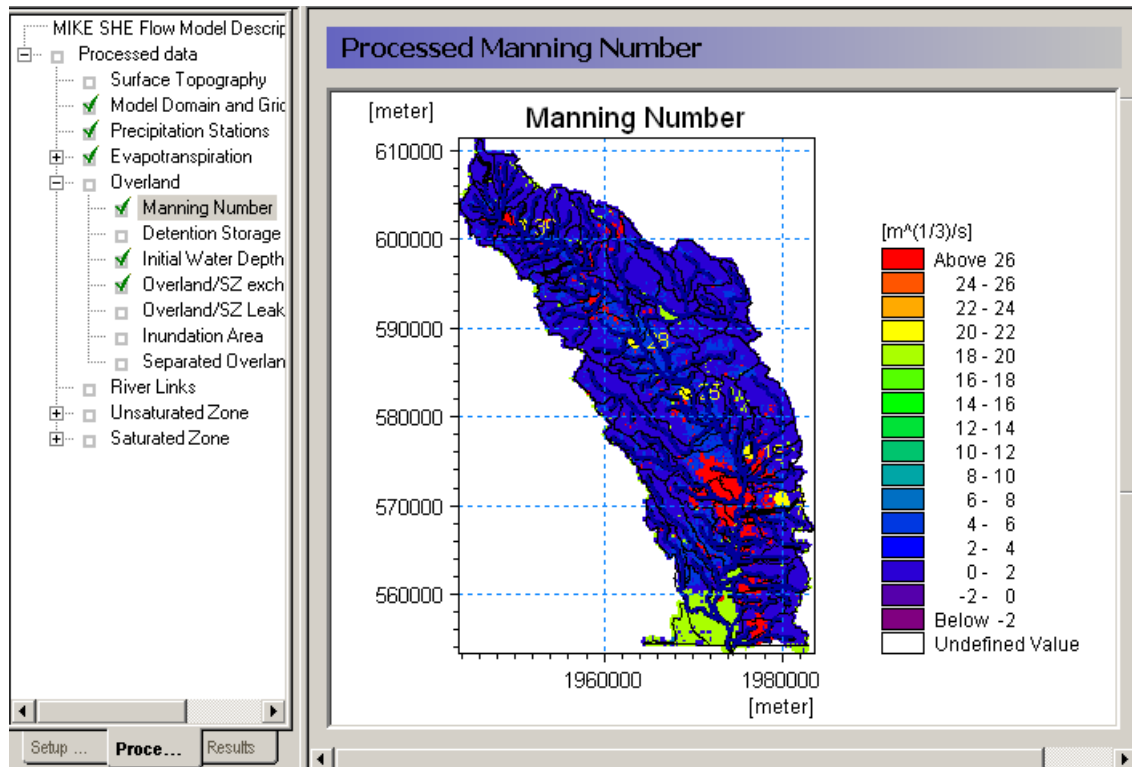 MIKE SHE Flow Model Descrip
Processed data
Surface Topography
Model Domain and Grid
Precipitation Stations
Evapotranspiration
Overland
Manning Number
Detention Storage
Initial Water Depth
Overland/SZ exch
Overland/SZ Leak
Inundation Area
Separated Overlan
River Links
Unsaturated Zone
Saturated Zone
Setup ...
Proce...
Results
Processed Manning Number
[meter]
Manning Number
610000
600000
590000
580000
570000
560000
28
1960000
1980000
[meter]
[m^(1/3)/s]
Above 26
24 - 26
22 - 24
20 - 22
18 - 20
16 - 18
14 - 16
12 - 14
10 - 12
8 - 10
6 - 8
4 - 6
2 - 4
0 - 2
-2 - 0
Below -2
Undefined Value